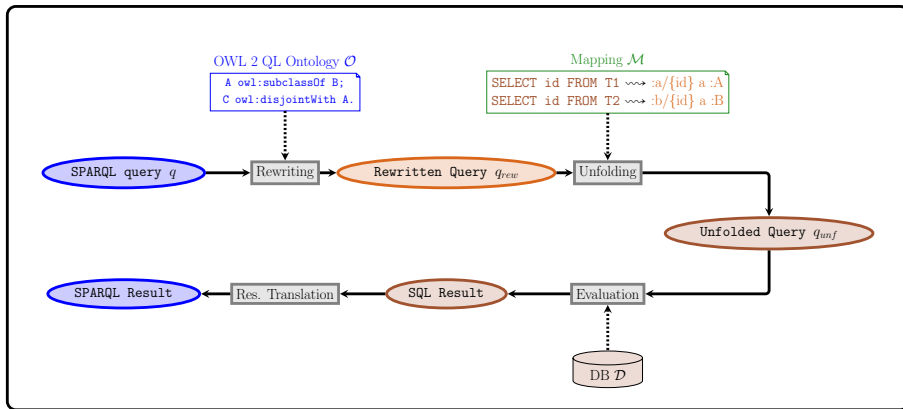 OWL 2 QL Ontology 𝒪
A owl:subclassOf B;
C owl:disjointWith A.
Mapping ℳ
SELECT id FROM T1 ⇝ :a/{id} a :A
SELECT id FROM T2 ⇝ :b/{id} a :B
SPARQL query q
Rewriting
Rewritten Query q_rew
Unfolding
Unfolded Query q_unf
SPARQL Result
Res. Translation
SQL Result
Evaluation
DB 𝒟